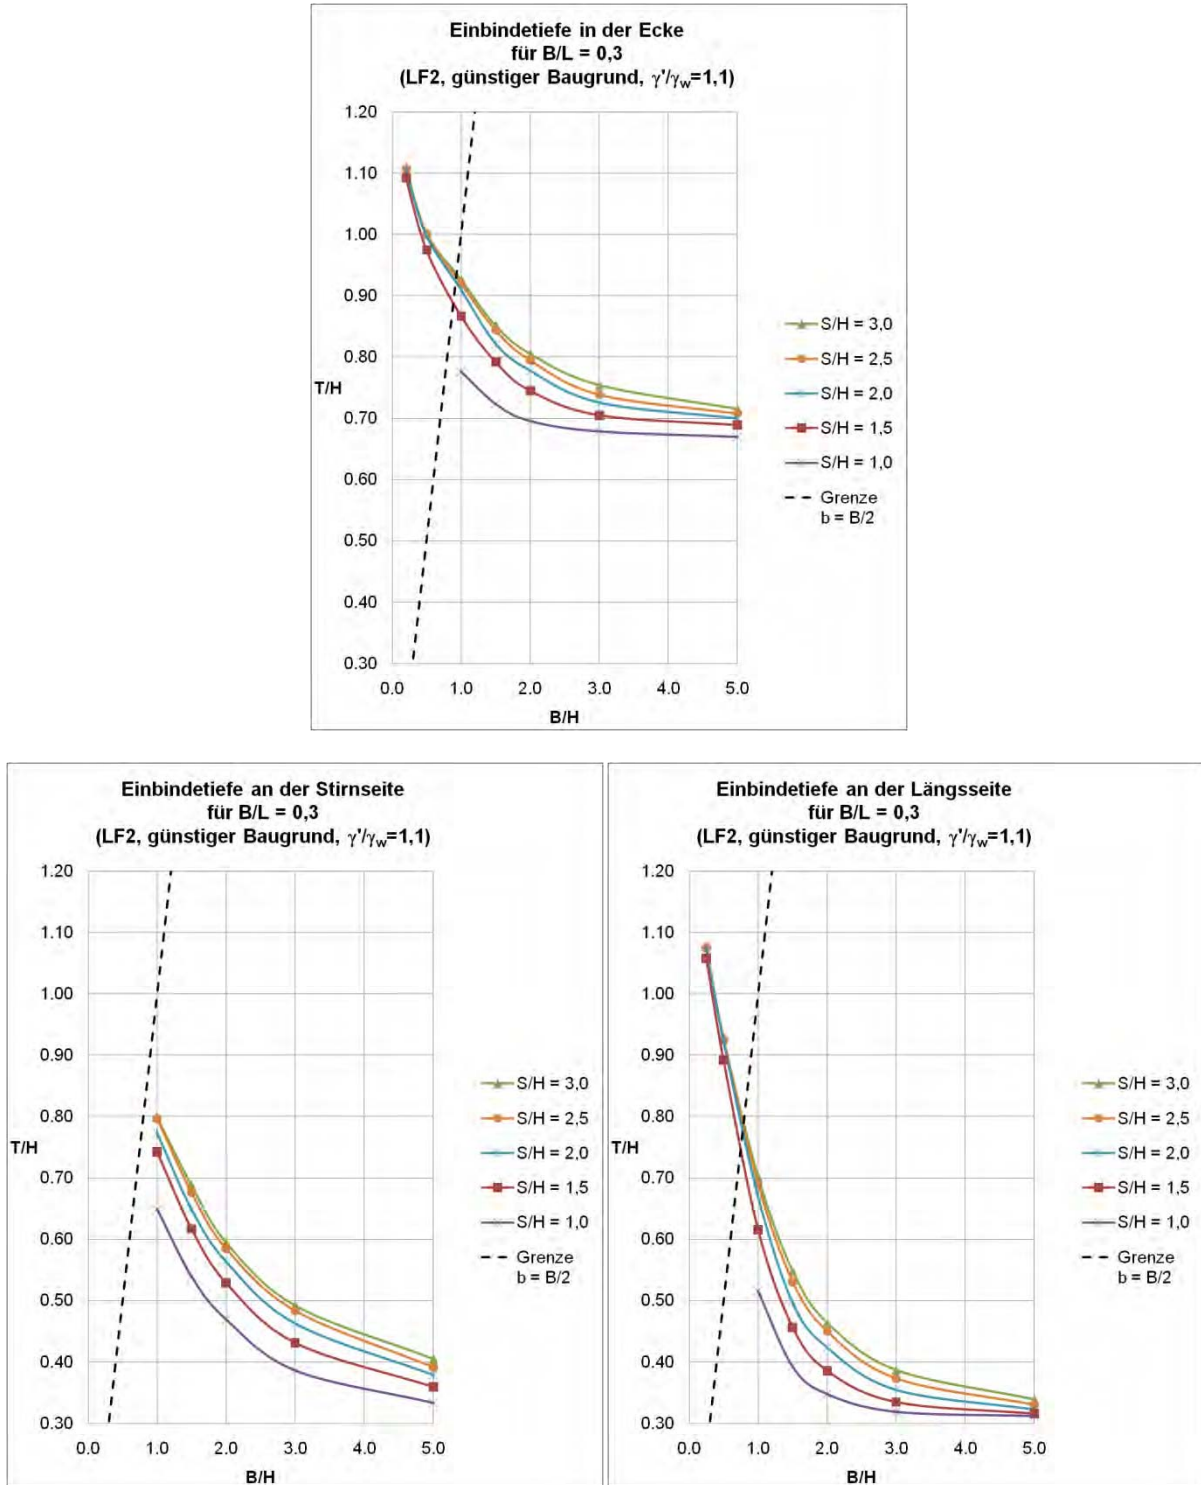 Einbindetiefe in der Ecke
für B/L = 0,3
(LF2, günstiger Baugrund, γ'/γw=1,1)
1.20
1.10
1.00
0.90
0.80
T/H
0.70
0.60
0.50
0.40
0.30
0.0 1.0 2.0 3.0 4.0 5.0
B/H
S/H = 3,0
S/H = 2,5
S/H = 2,0
S/H = 1,5
S/H = 1,0
Grenze
b = B/2
Einbindetiefe an der Stirnseite
für B/L = 0,3
(LF2, günstiger Baugrund, γ'/γw=1,1)
1.20
1.10
1.00
0.90
0.80
T/H
0.70
0.60
0.50
0.40
0.30
0.0 1.0 2.0 3.0 4.0 5.0
B/H
S/H = 3,0
S/H = 2,5
S/H = 2,0
S/H = 1,5
S/H = 1,0
Grenze
b = B/2
Einbindetiefe an der Längsseite
für B/L = 0,3
(LF2, günstiger Baugrund, γ'/γw=1,1)
1.20
1.10
1.00
0.90
0.80
T/H
0.70
0.60
0.50
0.40
0.30
0.0 1.0 2.0 3.0 4.0 5.0
B/H
S/H = 3,0
S/H = 2,5
S/H = 2,0
S/H = 1,5
S/H = 1,0
Grenze
b = B/2